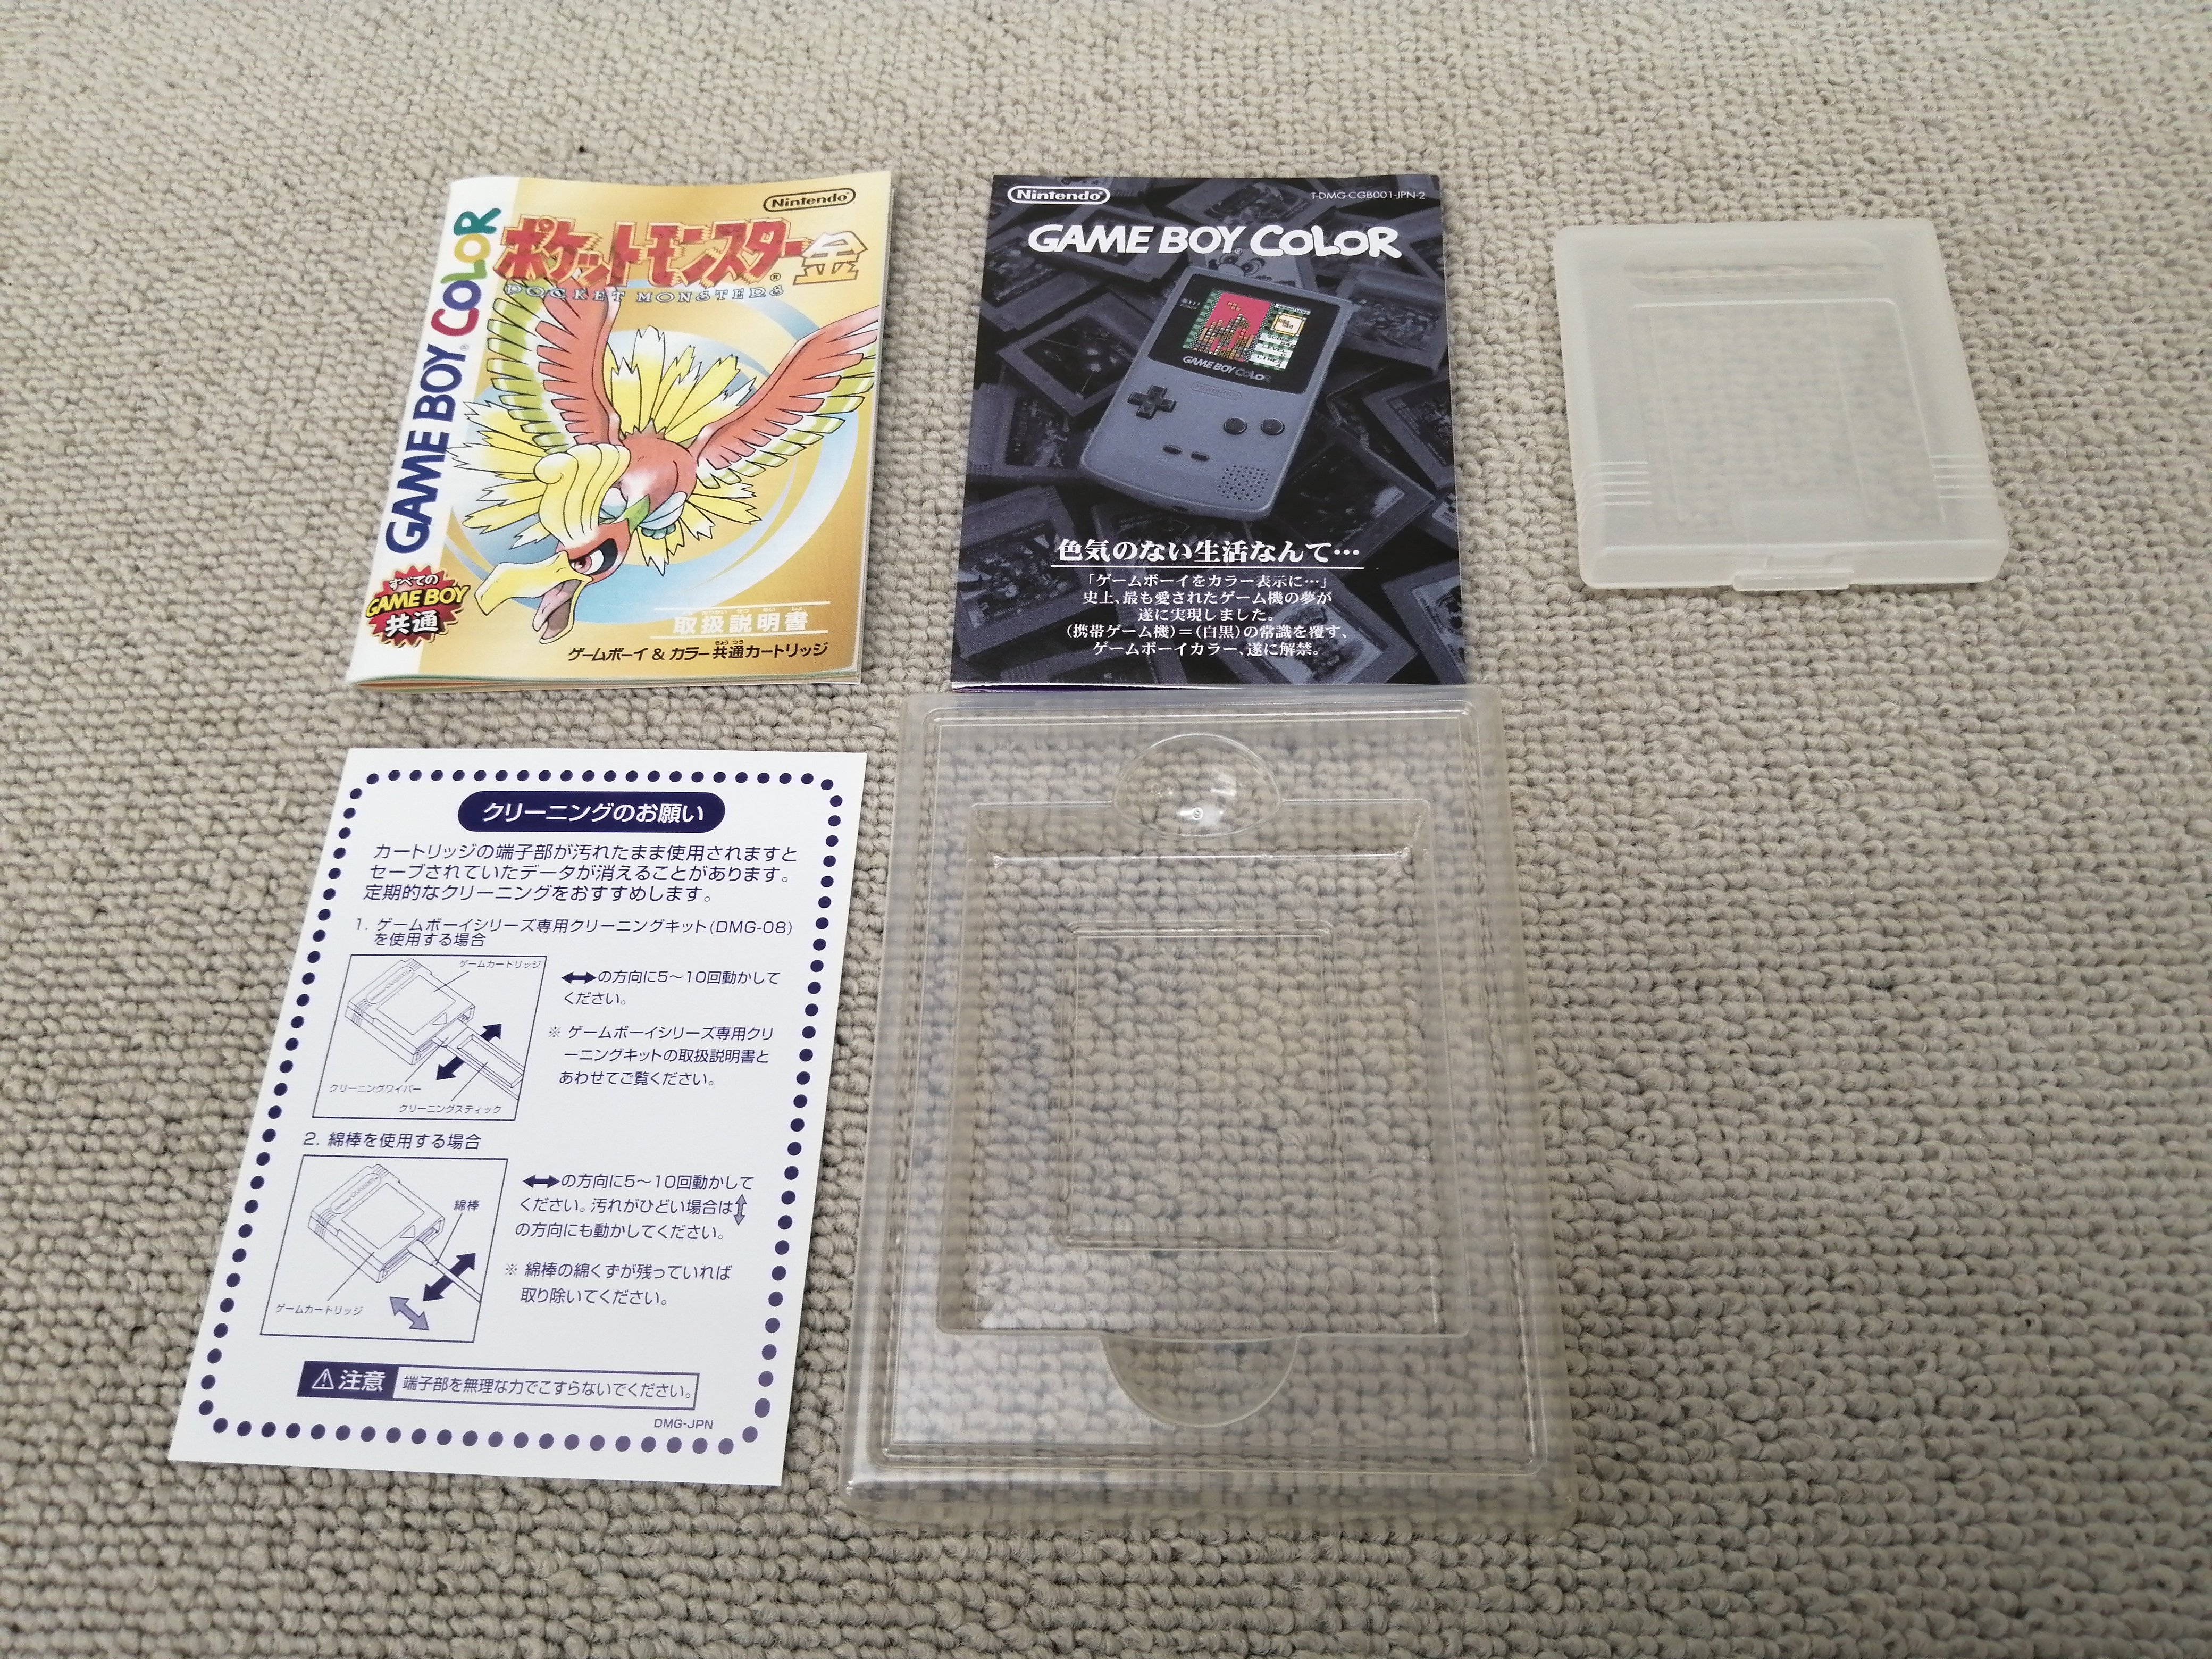 Nintendo
ポケットモンスター金
POCKET MONSTERS
GAME BOY COLOR
すべての
GAME BOY
共通
とり あつかい せつ めい しょ
取扱説明書
きょう つう
ゲームボーイ & カラー共通カートリッジ
Nintendo
T-DMG-CGB001-JPN-2
GAME BOY COLOR
GAME BOY COLOR
色気のない生活なんて…
「ゲームボーイをカラー表示に…」
史上、最も愛されたゲーム機の夢が
遂に実現しました。
(携帯ゲーム機)=(白黒)の常識を覆す、
ゲームボーイカラー、遂に解禁。
クリーニングのお願い
カートリッジの端子部が汚れたまま使用されますと
セーブされていたデータが消えることがあります。
定期的なクリーニングをおすすめします。
1. ゲームボーイシリーズ専用クリーニングキット(DMG-08)
を使用する場合
ゲームカートリッジ
クリーニングワイパー
クリーニングスティック
⟷の方向に5〜10回動かして
ください。
※ ゲームボーイシリーズ専用クリ
ーニングキットの取扱説明書と
あわせてご覧ください。
2. 綿棒を使用する場合
綿棒
ゲームカートリッジ
⟷の方向に5〜10回動かして
ください。汚れがひどい場合は⇕
の方向にも動かしてください。
※ 綿棒の綿くずが残っていれば
取り除いてください。
⚠注意 端子部を無理な力でこすらないでください。
DMG-JPN